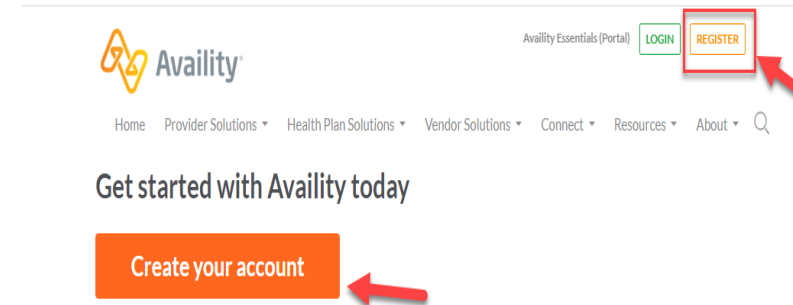 Availity Essentials (Portal) LOGIN REGISTER
Availity
Home Provider Solutions Health Plan Solutions Vendor Solutions Connect Resources About
Get started with Availity today
Create your account